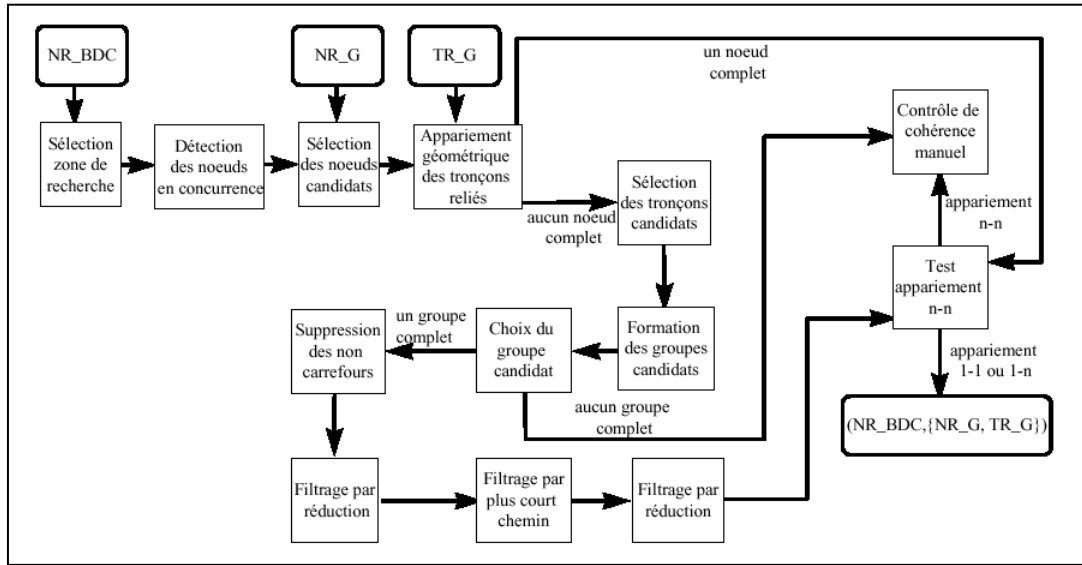 NR_BDC
NR_G
TR_G
un noeud
complet
Sélection
zone de
recherche
Détection
des noeuds
en concurrence
Sélection
des noeuds
candidats
Appariement
géométrique
des tronçons
reliés
Contrôle de
cohérence
manuel
aucun noeud
complet
Sélection
des tronçons
candidats
appariement
n-n
Test
appariement
n-n
un groupe
complet
Suppression
des non
carrefours
Choix du
groupe
candidat
Formation
des groupes
candidats
appariement
1-1 ou 1-n
aucun groupe
complet
(NR_BDC,{NR_G, TR_G})
Filtrage par
réduction
Filtrage par
plus court
chemin
Filtrage par
réduction